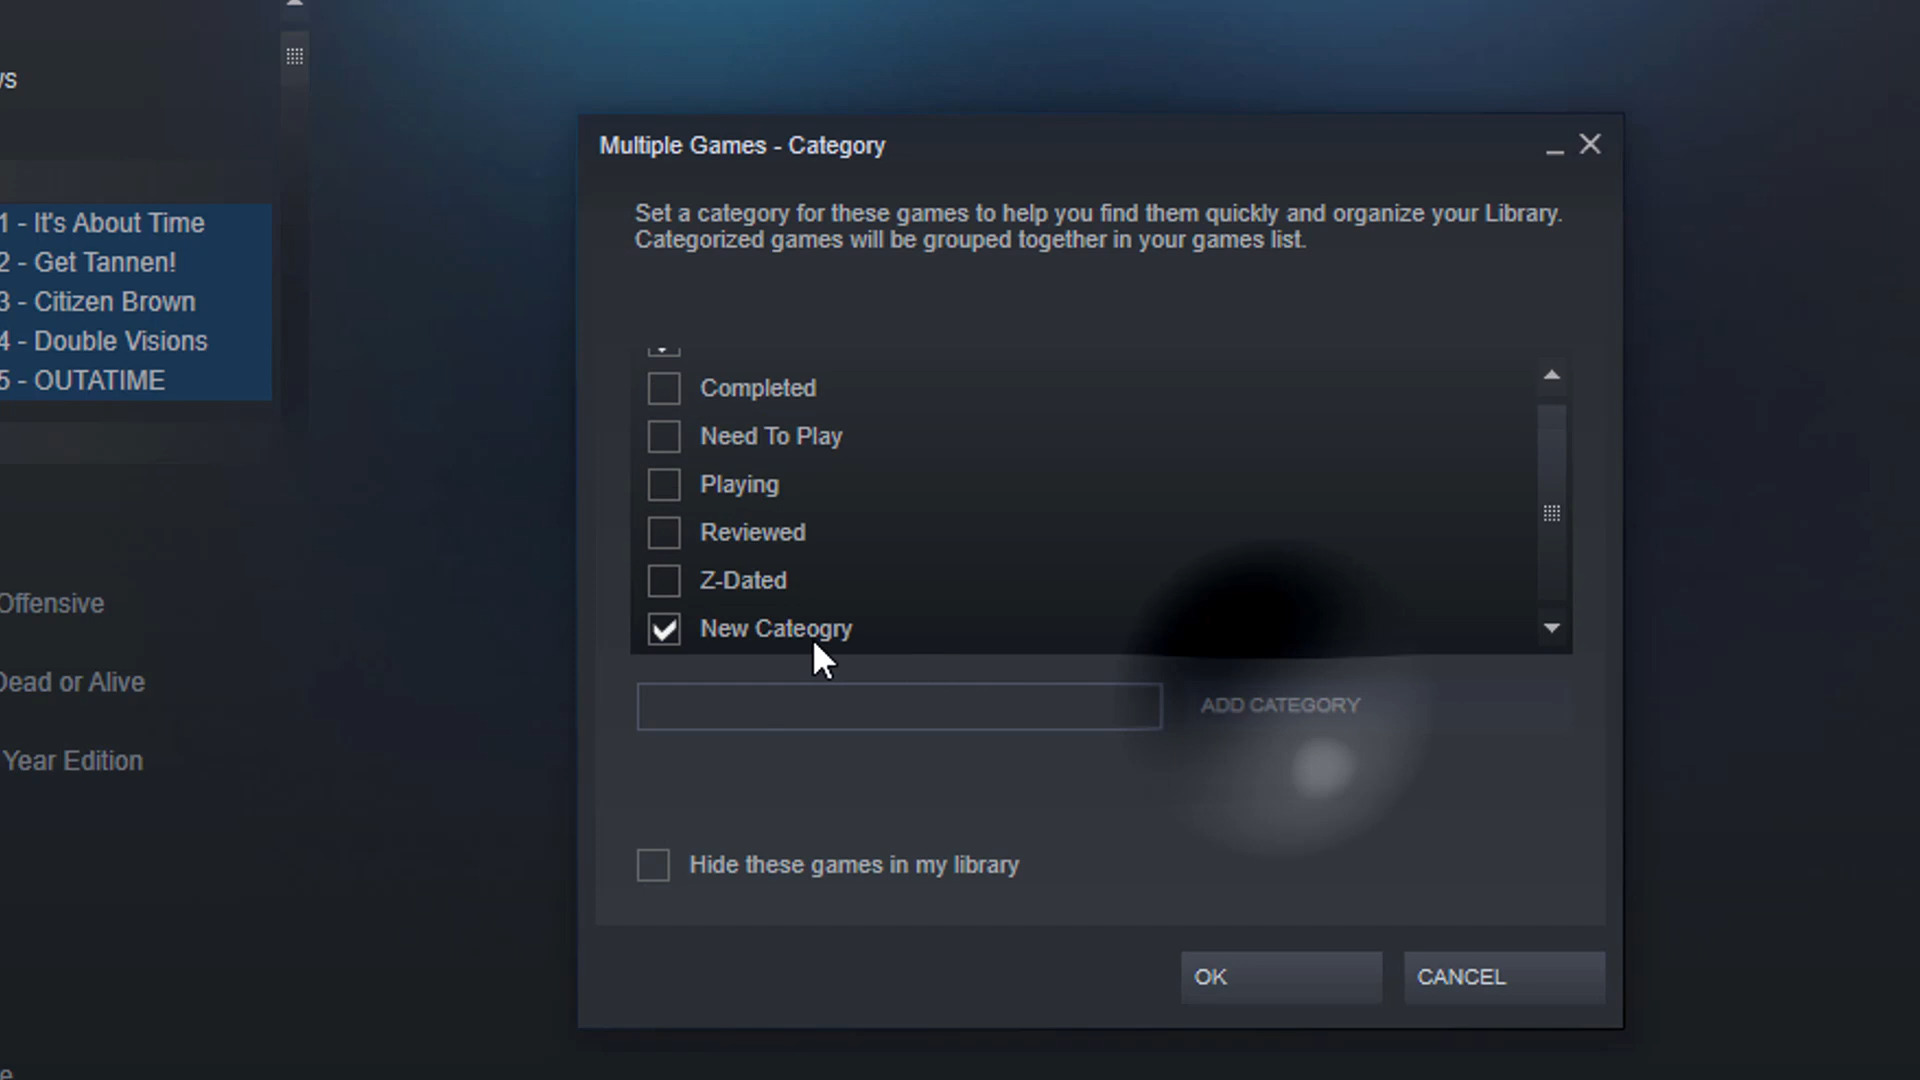 ws
1 - It's About Time
2 - Get Tannen!
3 - Citizen Brown
4 - Double Visions
5 - OUTATIME
Offensive
Dead or Alive
Year Edition
e
Multiple Games - Category
Set a category for these games to help you find them quickly and organize your Library.
Categorized games will be grouped together in your games list.
Completed
Need To Play
Playing
Reviewed
Z-Dated
New Cateogry
ADD CATEGORY
Hide these games in my library
OK
CANCEL